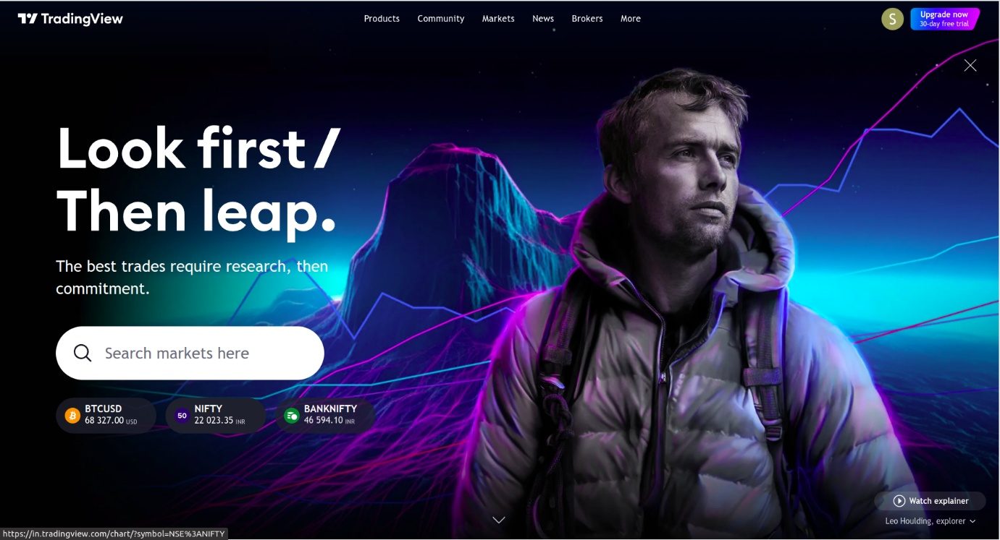 TradingView
Products Community Markets News Brokers More
S
Upgrade now
30-day free trial
Look first /
Then leap.
The best trades require research, then
commitment.
Search markets here
BTCUSD
68 327.00 USD
50
NIFTY
22 023.35 INR
BANKNIFTY
46 594.10 INR
Watch explainer
Leo Houlding, explorer
https://in.tradingview.com/chart/?symbol=NSE%3ANIFTY